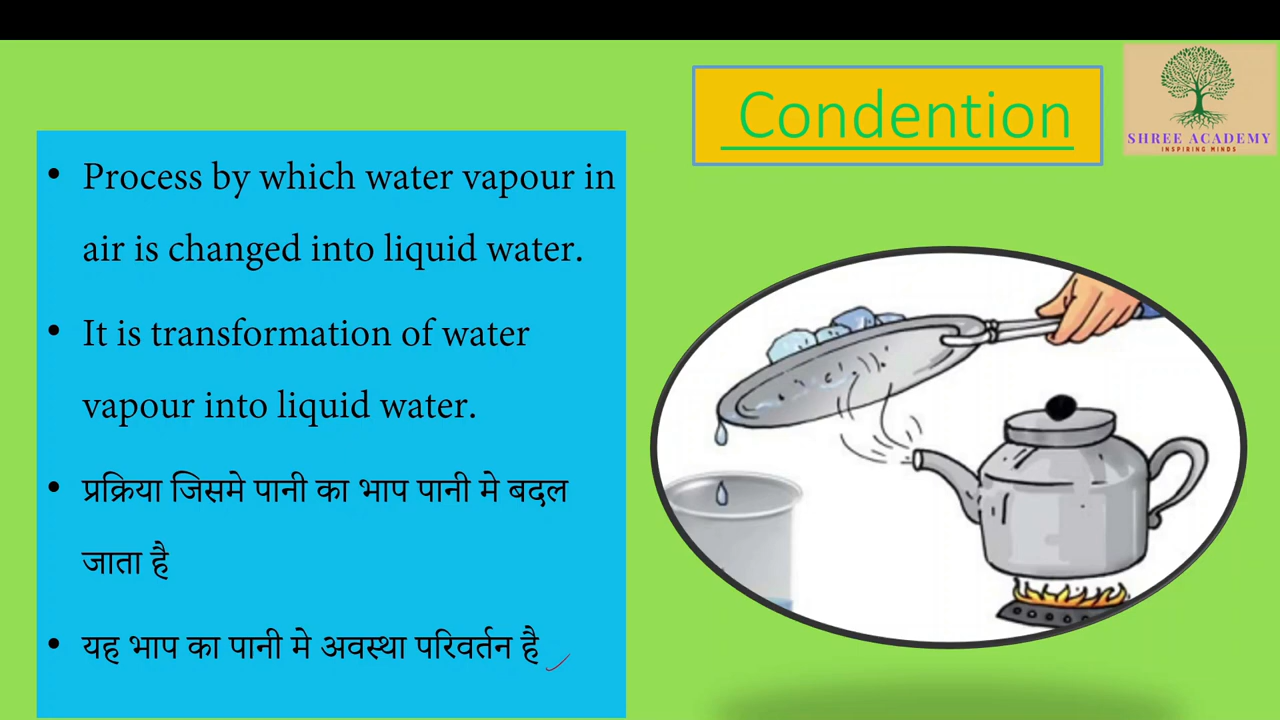 Condention
SHREE ACADEMY
INSPIRING MINDS
• Process by which water vapour in
air is changed into liquid water.
• It is transformation of water
vapour into liquid water.
• प्रक्रिया जिसमे पानी का भाप पानी मे बदल
जाता है
• यह भाप का पानी मे अवस्था परिवर्तन है